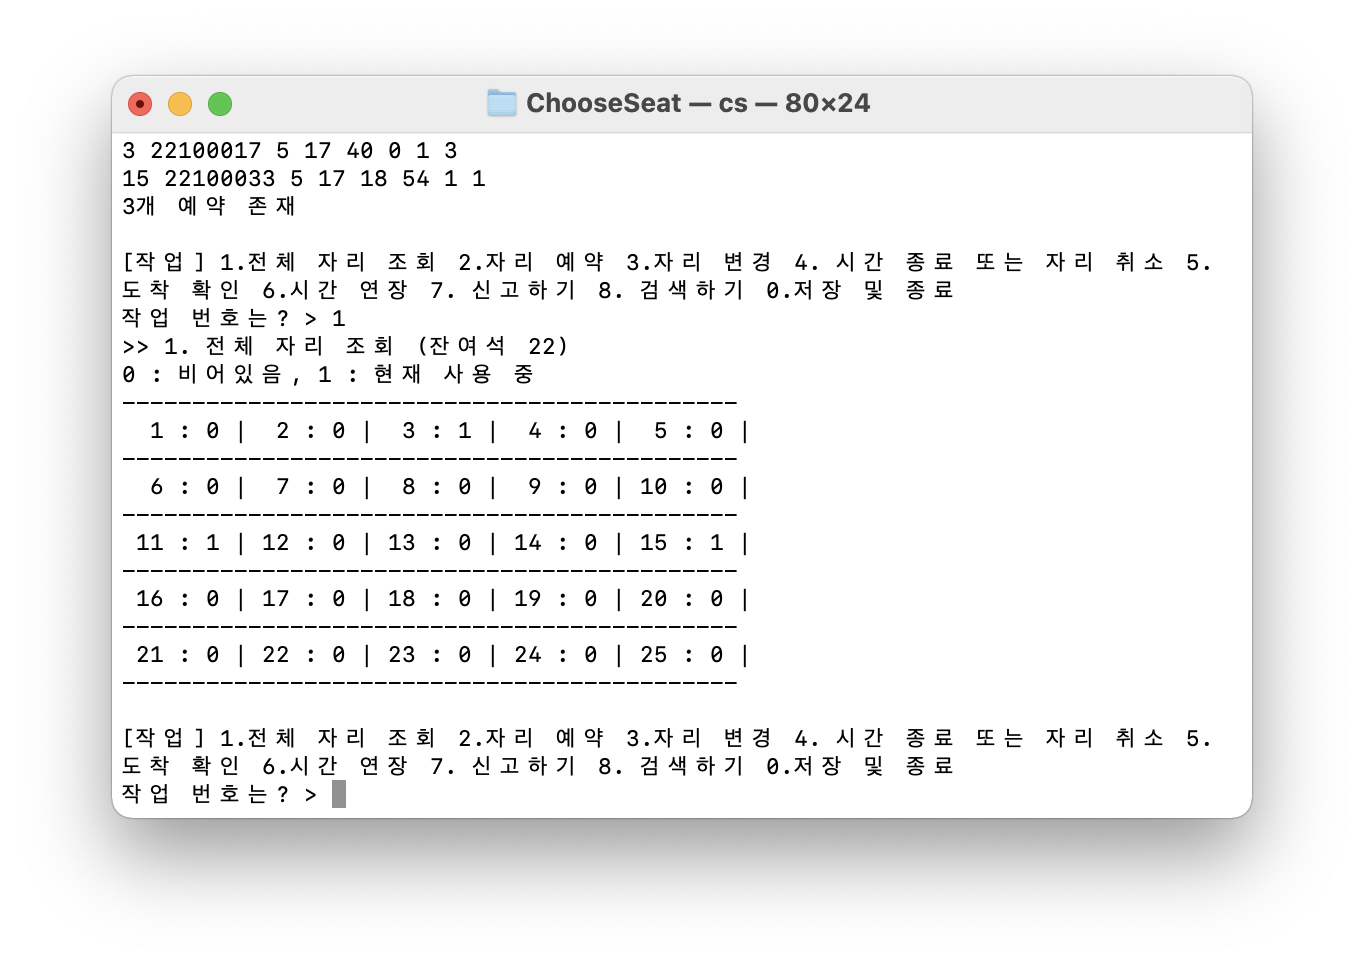 ChooseSeat — cs — 80×24
3 22100017 5 17 40 0 1 3
15 22100033 5 17 18 54 1 1
3개 예약 존재
[작업] 1.전체 자리 조회 2.자리 예약 3.자리 변경 4. 시간 종료 또는 자리 취소 5.
도착 확인 6.시간 연장 7. 신고하기 8. 검색하기 0.저장 및 종료
작업 번호는? > 1
>> 1. 전체 자리 조회 (잔여석 22)
0 : 비어있음, 1 : 현재 사용 중
--------------------------------------------
1 : 0 | 2 : 0 | 3 : 1 | 4 : 0 | 5 : 0 |
--------------------------------------------
6 : 0 | 7 : 0 | 8 : 0 | 9 : 0 | 10 : 0 |
--------------------------------------------
11 : 1 | 12 : 0 | 13 : 0 | 14 : 0 | 15 : 1 |
--------------------------------------------
16 : 0 | 17 : 0 | 18 : 0 | 19 : 0 | 20 : 0 |
--------------------------------------------
21 : 0 | 22 : 0 | 23 : 0 | 24 : 0 | 25 : 0 |
--------------------------------------------
[작업] 1.전체 자리 조회 2.자리 예약 3.자리 변경 4. 시간 종료 또는 자리 취소 5.
도착 확인 6.시간 연장 7. 신고하기 8. 검색하기 0.저장 및 종료
작업 번호는? >